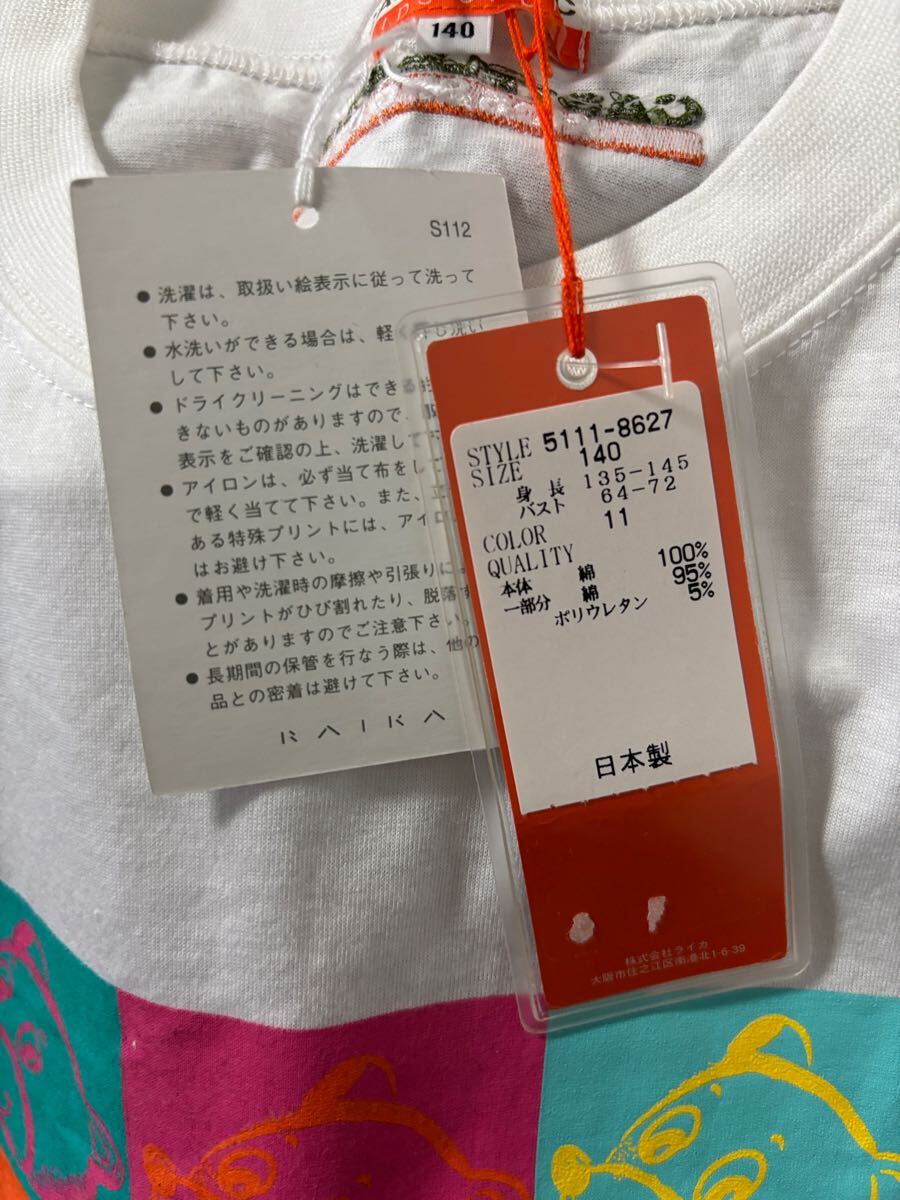 140
S112
● 洗濯は、取扱い絵表示に従って洗って
下さい。
● 水洗いができる場合は、軽く押し洗い
して下さい。
● ドライクリーニングはできる
きないものがありますので、
表示をご確認の上、洗濯して下
● アイロンは、必ず当て布をして
で軽く当てて下さい。また、
ある特殊プリントには、アイロ
はお避け下さい。
● 着用や洗濯時の摩擦や引張りに
プリントがひび割れたり、脱落す
とがありますのでご注意下さい。
● 長期間の保管を行なう際は、他の
品との密着は避けて下さい。
RAIKA
STYLE 5111-8627
SIZE 140
身長 135-145
バスト 64-72
COLOR 11
QUALITY
本体 綿 100%
一部分 綿 95%
ポリウレタン 5%
日本製
株式会社ライカ
大阪市住之江区南港北1-6-39